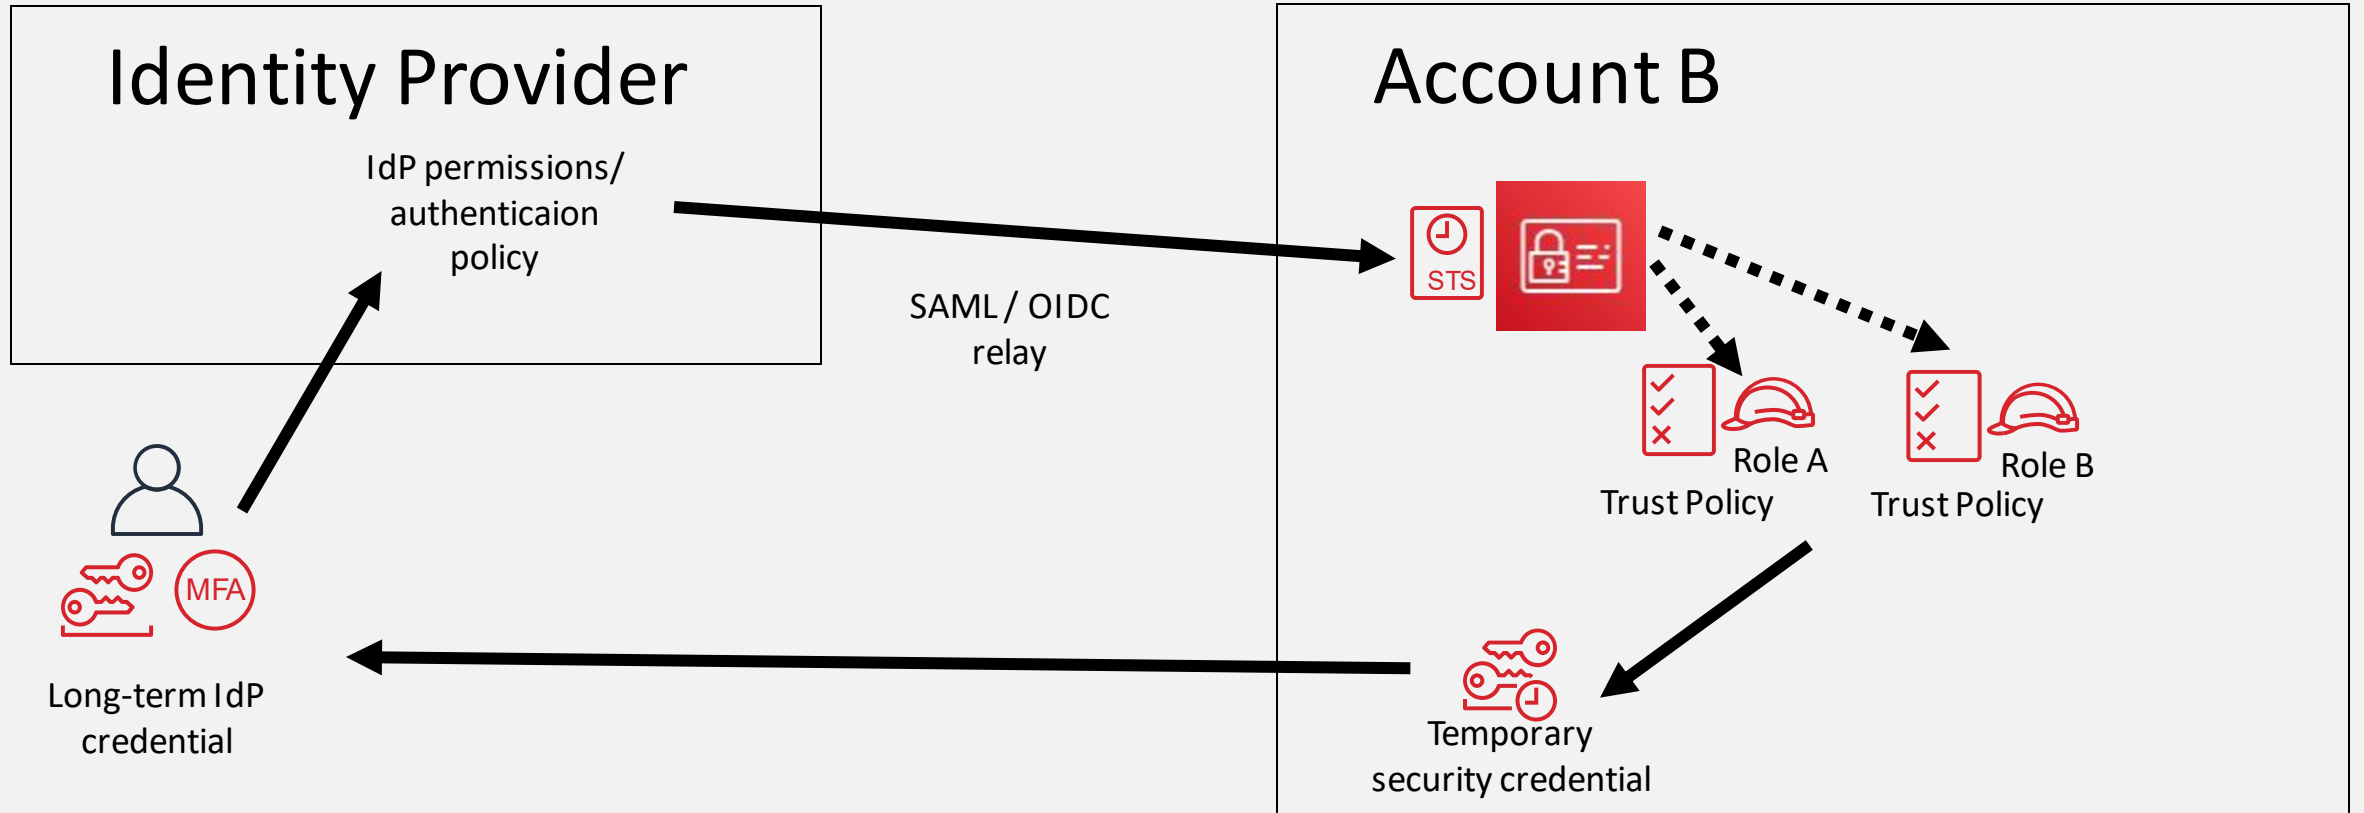 Identity Provider
IdP permissions/
authenticaion
policy
SAML / OIDC
relay
MFA
Long-term IdP
credential
Account B
STS
Role A
Trust Policy
Role B
Trust Policy
Temporary
security credential